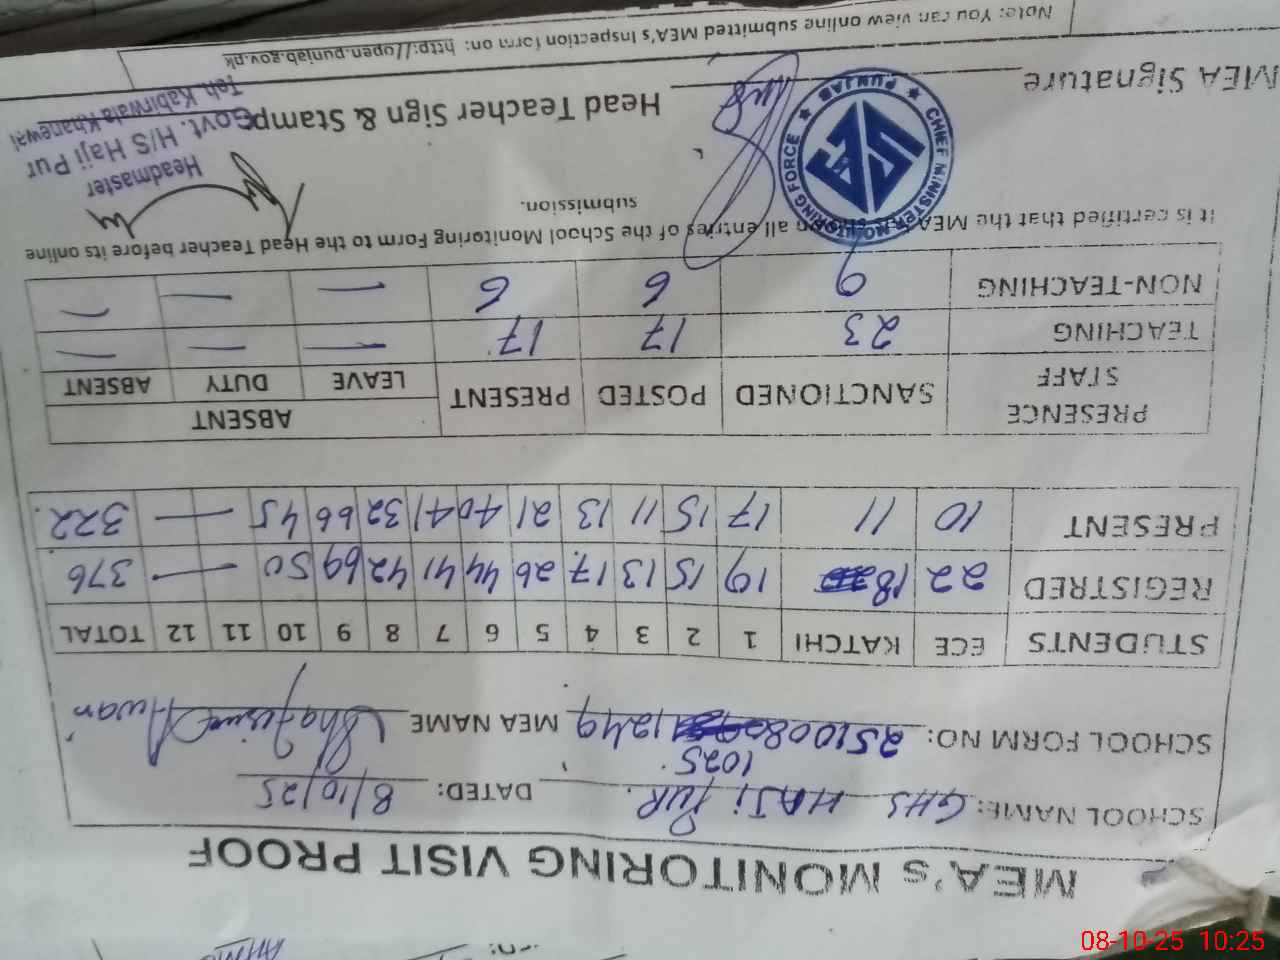 MEA's MONITORING VISIT PROOF
SCHOOL NAME: GHS HAJi PUR. DATED: 8/10/25
1025
SCHOOL FORM NO: 2510080 1249 MEA NAME Awan
STUDENTS ECE KATCHI 1 2 3 4 5 6 7 8 9 10 11 12 TOTAL
REGISTRED 22 18 19 15 13 17 26 44 41 42 69 50 — 376
PRESENT 10 11 17 15 11 13 21 40 41 32 66 45 — 322
PRESENCE STAFF SANCTIONED POSTED PRESENT ABSENT
LEAVE DUTY ABSENT
TEACHING 23 17 17 — — —
NON-TEACHING 9 6 6 — — —
It is certified that the MEA has shown all entries of the School Monitoring Form to the Head Teacher before its online
submission.
CHIEF MINISTER MONITORING FORCE ★ PUNJAB ★
MEA Signature Head Teacher Sign & Stamp
Headmaster
Govt. H/S Haji Pur
Teh. Kabirwala Khanewal
Note: You can view online submitted MEA's Inspection form on: http://open.punjab.gov.pk
08-10-25 10:25